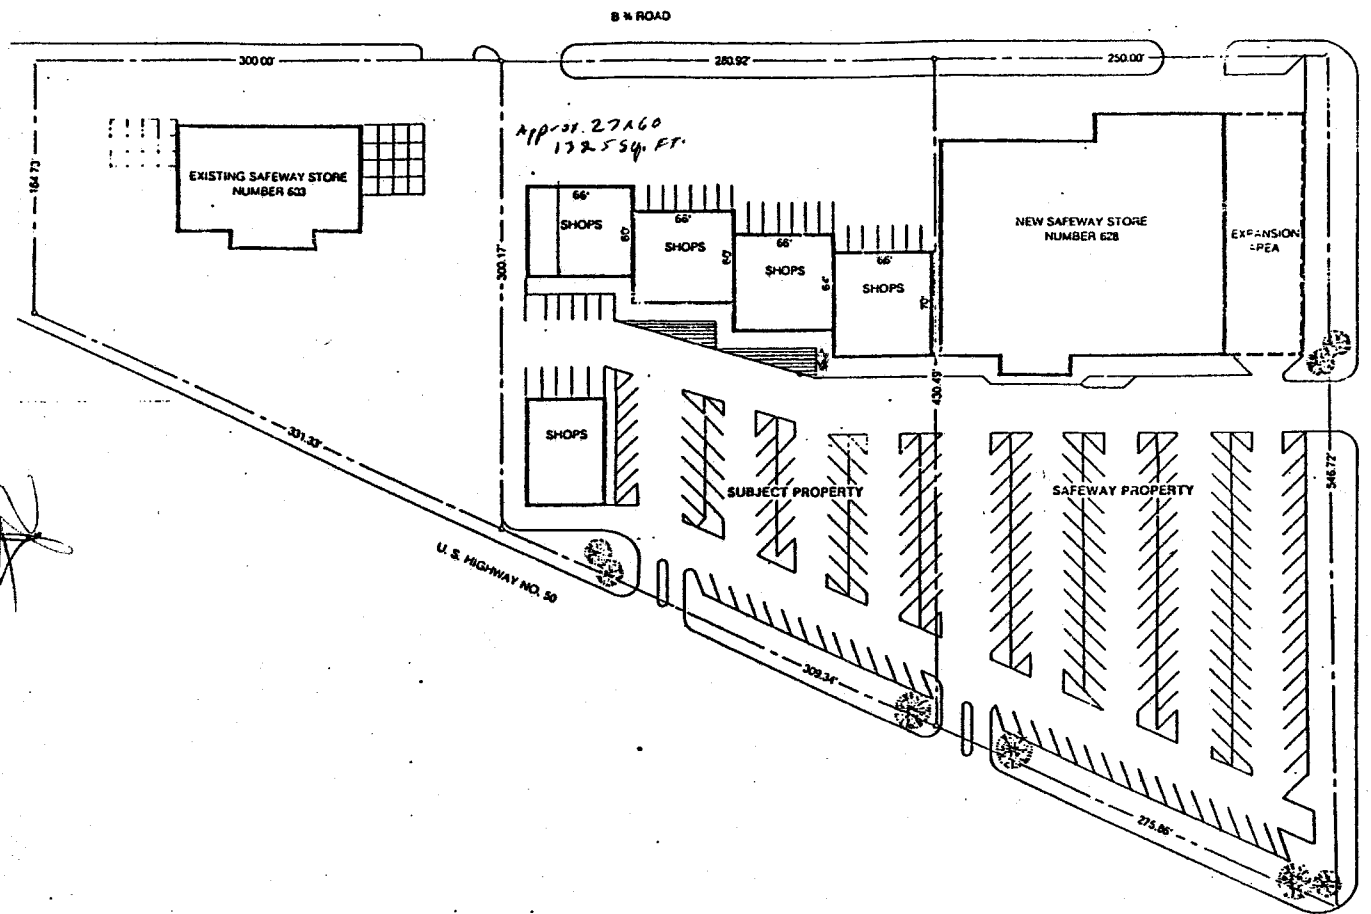 B ¾ ROAD
300.00'
280.92'
250.00'
Approx. 27x60
1325 Sq. FT.
164.73'
EXISTING SAFEWAY STORE
NUMBER 603
300.17'
66'
SHOPS
60'
66'
SHOPS
60'
66'
SHOPS
64'
66'
SHOPS
70'
NEW SAFEWAY STORE
NUMBER 628
EXPANSION
AREA
430.49'
331.33'
SHOPS
SUBJECT PROPERTY
SAFEWAY PROPERTY
546.72'
U. S. HIGHWAY NO. 50
309.34'
275.86'